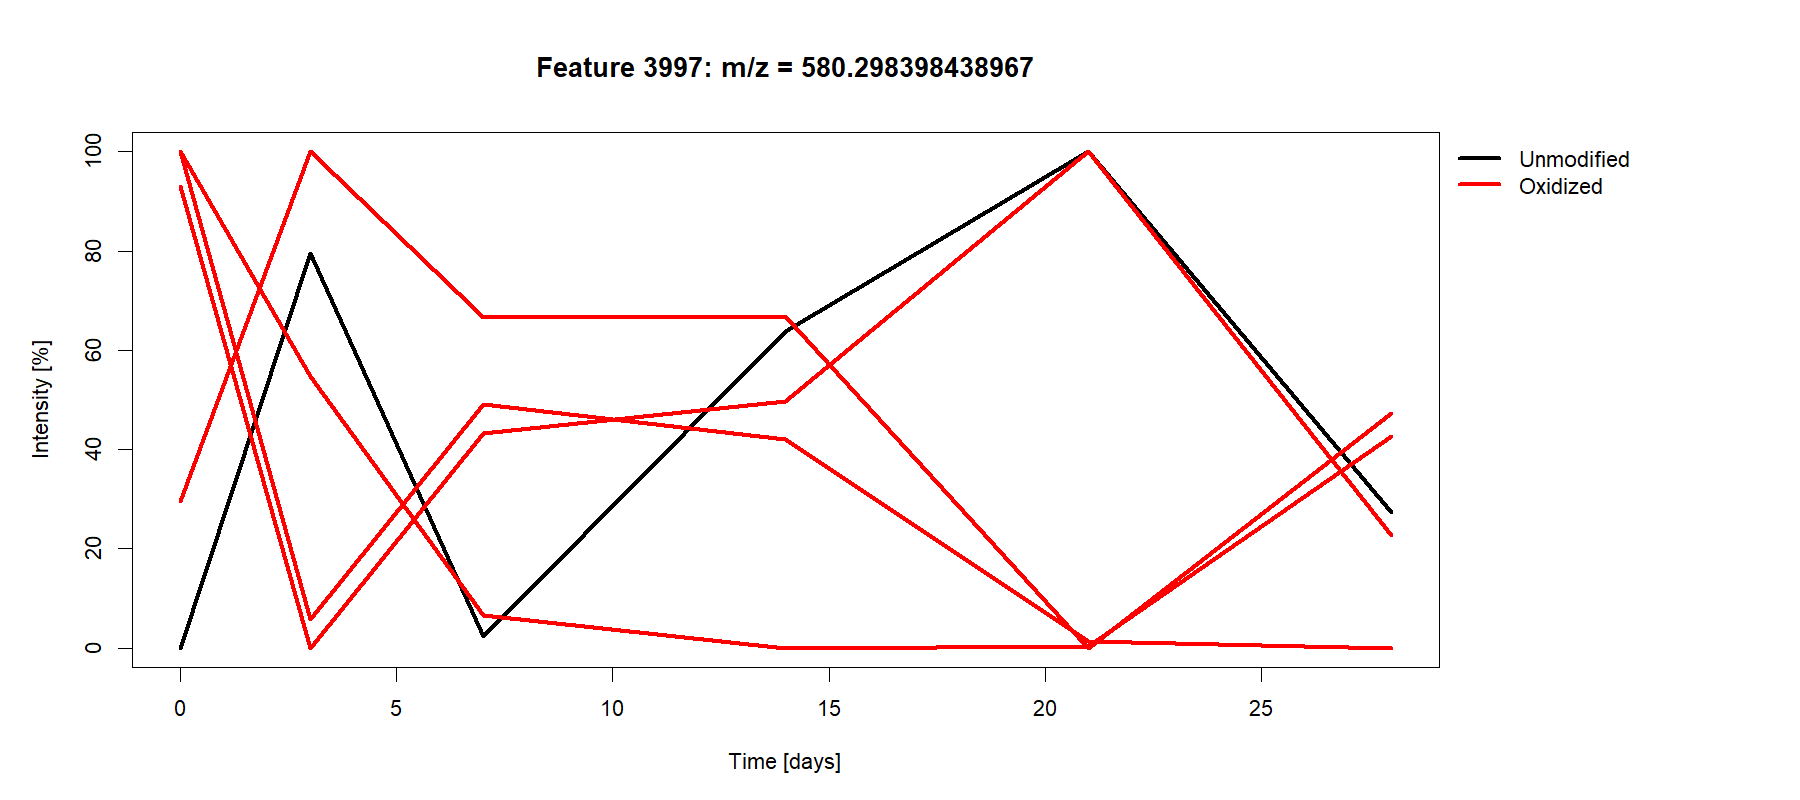 Feature 3997: m/z = 580.298398438967
Unmodified
Oxidized
Intensity [%]
100
80
60
40
20
0
0 5 10 15 20 25
Time [days]